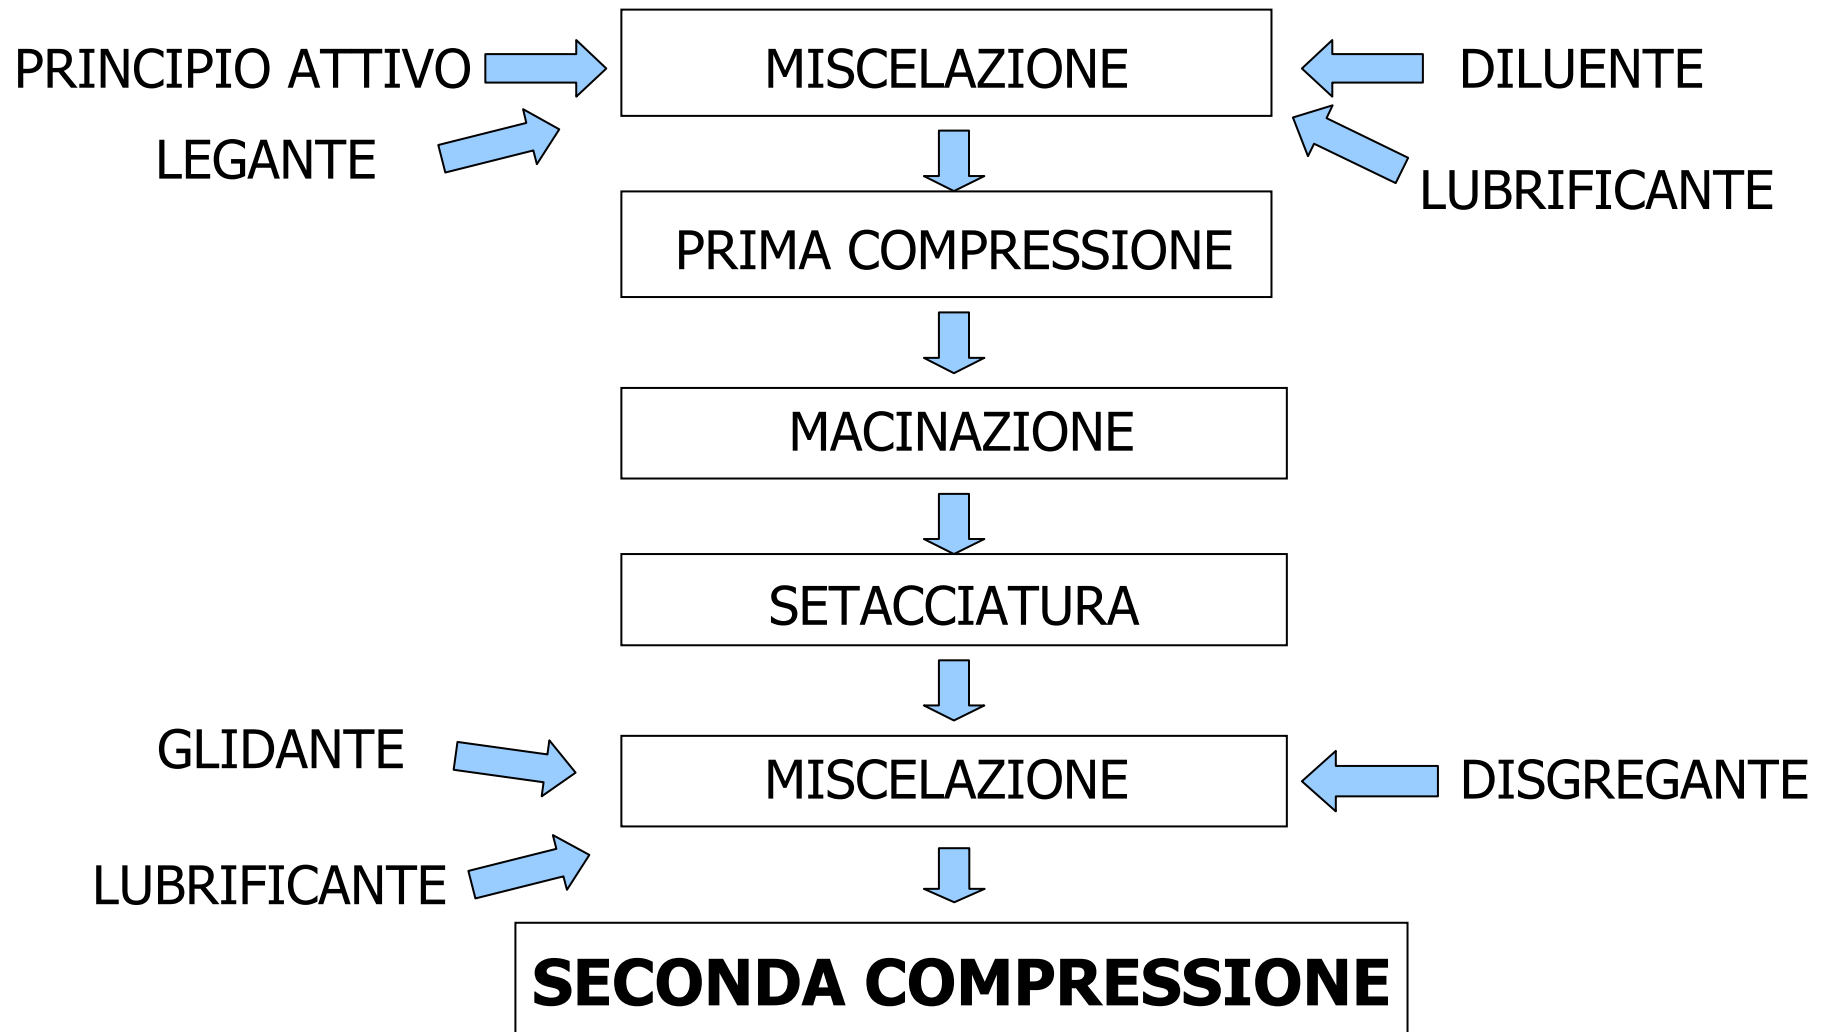 PRINCIPIO ATTIVO
MISCELAZIONE
DILUENTE
LEGANTE
LUBRIFICANTE
PRIMA COMPRESSIONE
MACINAZIONE
SETACCIATURA
GLIDANTE
MISCELAZIONE
DISGREGANTE
LUBRIFICANTE
SECONDA COMPRESSIONE